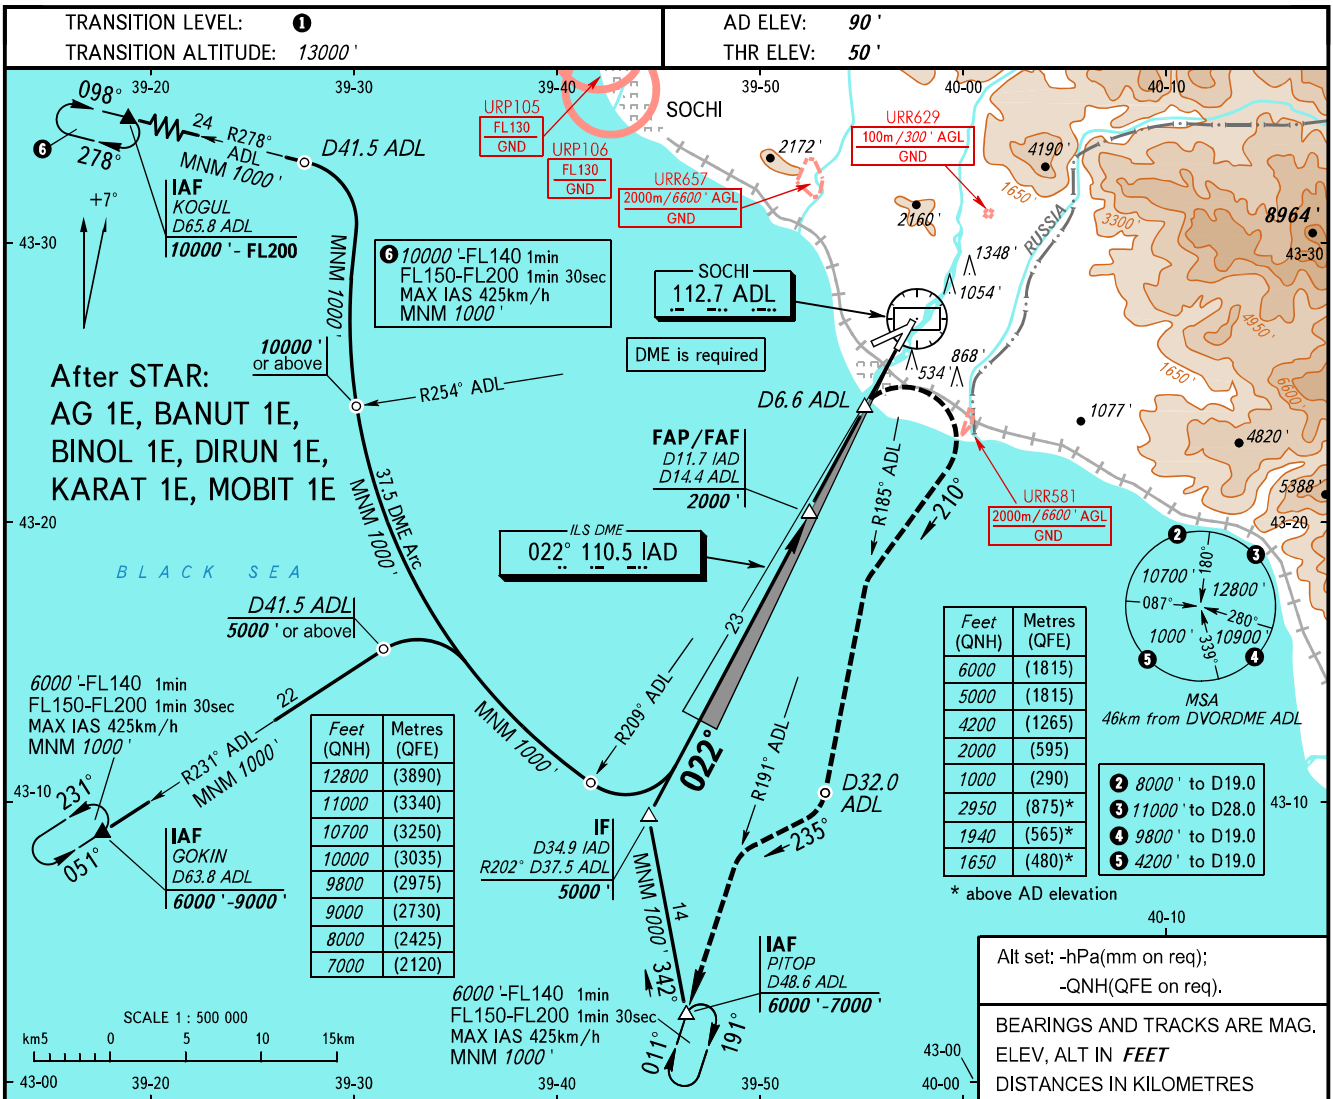 TRANSITION LEVEL: ❶
TRANSITION ALTITUDE: 13000 '
AD ELEV: 90 '
THR ELEV: 50 '
39-20
39-30
39-40
39-50
40-00
40-10
098°
278°
❻
24
R278°
ADL
MNM 1000 '
D41.5 ADL
IAF
KOGUL
D65.8 ADL
10000 ' - FL200
+7°
43-30
MNM 1000 '
❻ 10000 '-FL140 1min
FL150-FL200 1min 30sec
MAX IAS 425km/h
MNM 1000 '
URP105
FL130
GND
URP106
FL130
GND
SOCHI
URR657
2000m/6600 ' AGL
GND
URR629
100m/300 ' AGL
GND
2172 '
2160 '
4190 '
1650 '
3300 '
RUSSIA
8964 '
43-30
1348 '
1054 '
SOCHI
112.7 ADL
DME is required
534 '
868 '
4950 '
1650 '
6600 '
1077 '
4820 '
5388 '
10000 '
or above
R254° ADL
After STAR:
AG 1E, BANUT 1E,
BINOL 1E, DIRUN 1E,
KARAT 1E, MOBIT 1E
D6.6 ADL
FAP/FAF
D11.7 IAD
D14.4 ADL
2000 '
37.5 DME Arc
MNM 1000 '
R185° ADL
210°
URR581
2000m/6600 ' AGL
GND
43-20
43-20
ILS DME
022° 110.5 IAD
BLACK SEA
D41.5 ADL
5000 ' or above
23
❷
❸
❹
❺
10700 '
180°
12800 '
087°
280°
1000 '
339°
10900 '
MSA
46km from DVORDME ADL
6000 '-FL140 1min
FL150-FL200 1min 30sec
MAX IAS 425km/h
MNM 1000 '
22
R231° ADL
MNM 1000 '
231°
051°
43-10
IAF
GOKIN
D63.8 ADL
6000 '-9000 '
Feet (QNH) Metres (QFE)
12800 (3890)
11000 (3340)
10700 (3250)
10000 (3035)
9800 (2975)
9000 (2730)
8000 (2425)
7000 (2120)
MNM 1000 '
R209° ADL
022°
R191° ADL
D32.0
ADL
235°
IF
D34.9 IAD
R202° D37.5 ADL
5000 '
MNM 1000 '
14
342°
IAF
PITOP
D48.6 ADL
6000 '-7000 '
6000 '-FL140 1min
FL150-FL200 1min 30sec
MAX IAS 425km/h
MNM 1000 '
011°
191°
Feet (QNH) Metres (QFE)
6000 (1815)
5000 (1815)
4200 (1265)
2000 (595)
1000 (290)
2950 (875)*
1940 (565)*
1650 (480)*
* above AD elevation
❷ 8000 ' to D19.0
❸ 11000 ' to D28.0
❹ 9800 ' to D19.0
❺ 4200 ' to D19.0
43-10
40-10
Alt set: -hPa(mm on req);
-QNH(QFE on req).
BEARINGS AND TRACKS ARE MAG.
ELEV, ALT IN FEET
DISTANCES IN KILOMETRES
SCALE 1 : 500 000
km5 0 5 10 15km
43-00
39-20
39-30
39-40
39-50
43-00
40-00